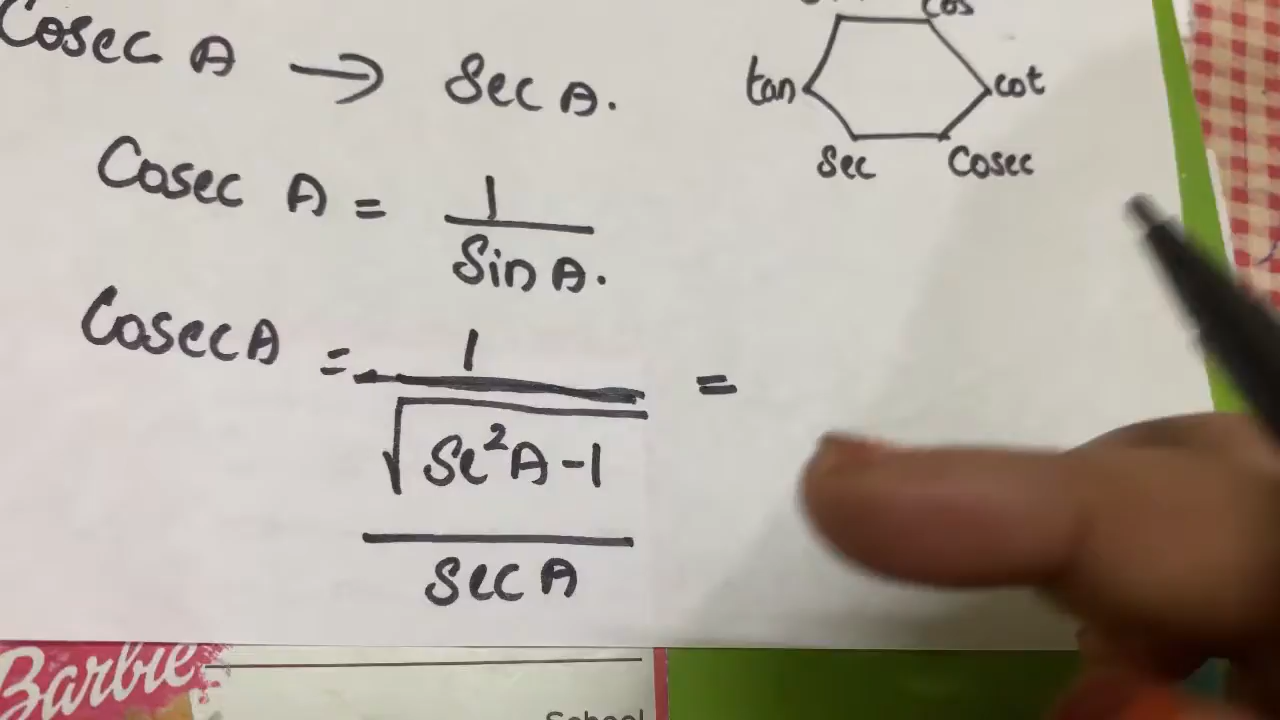 Cosec A → Sec A.
Cos
tan
cot
Sec
Cosec
Cosec A = 1 / Sin A.
Cosec A = 1 / (√(Sec²A - 1) / Sec A) =
Barbie
School